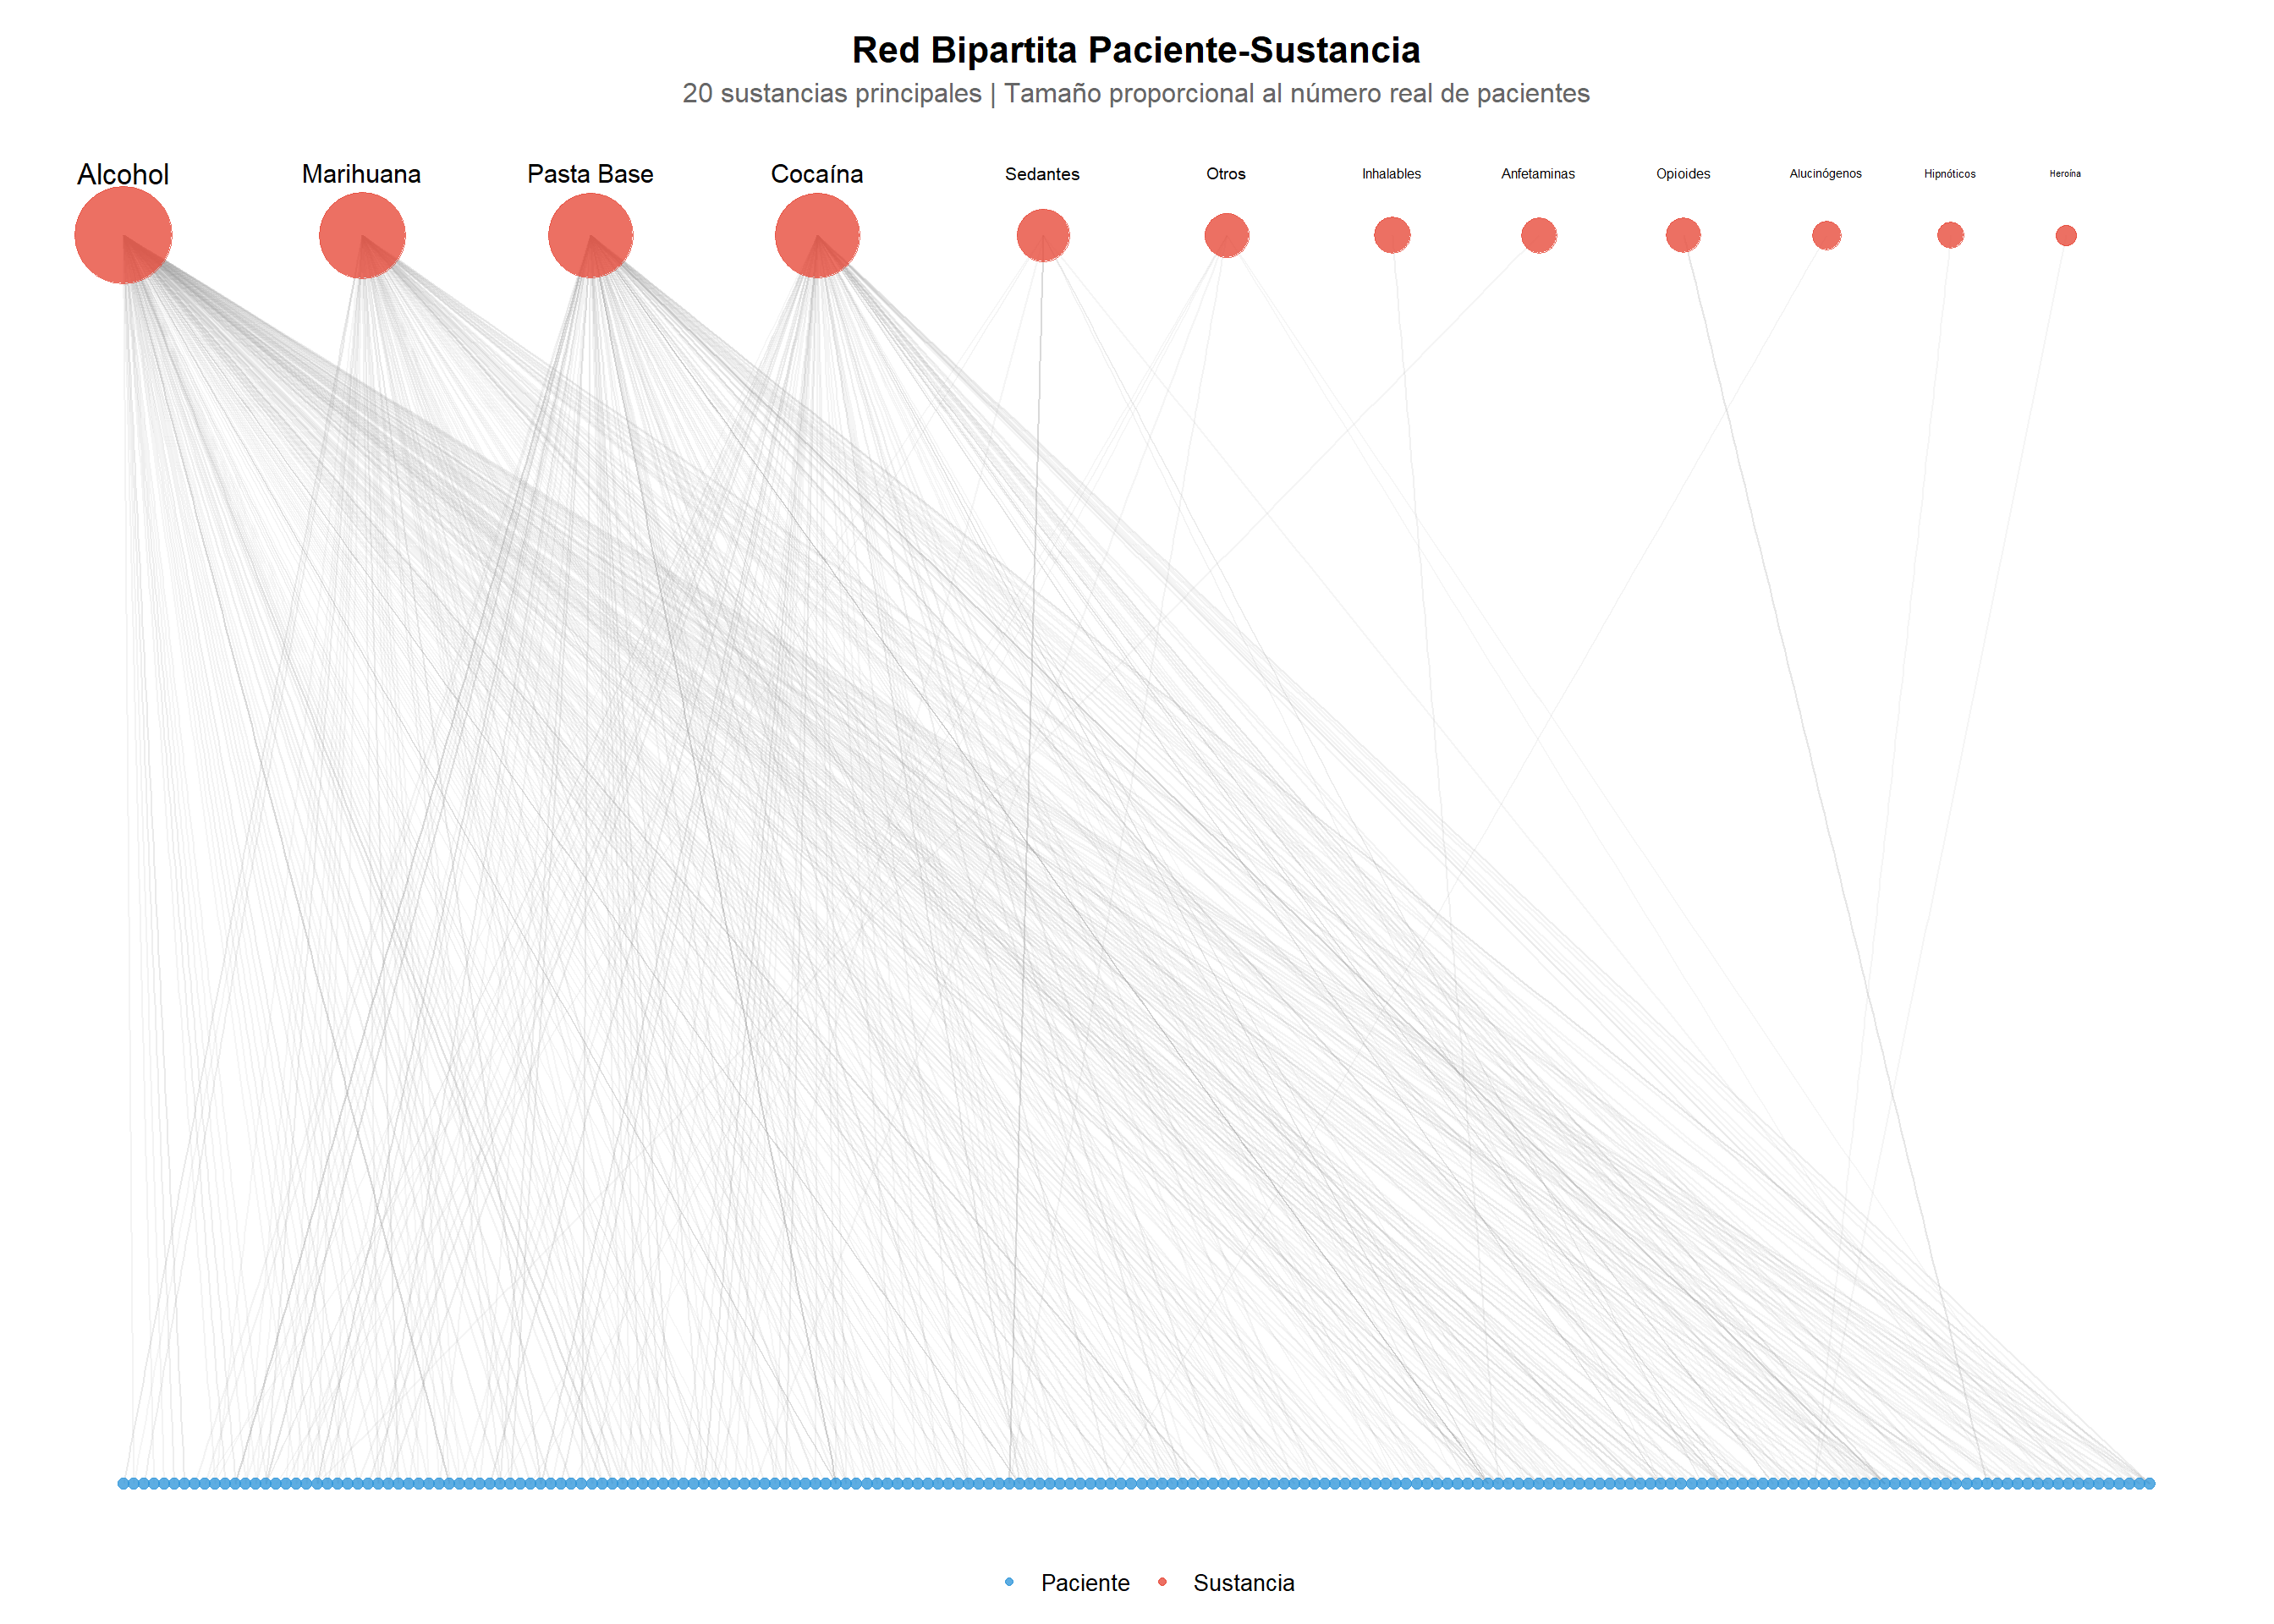 Red Bipartita Paciente-Sustancia
20 sustancias principales | Tamaño proporcional al número real de pacientes
Alcohol Marihuana Pasta Base Cocaína Sedantes Otros Inhalables Anfetaminas Opioides Alucinógenos Hipnóticos Heroína
Paciente Sustancia